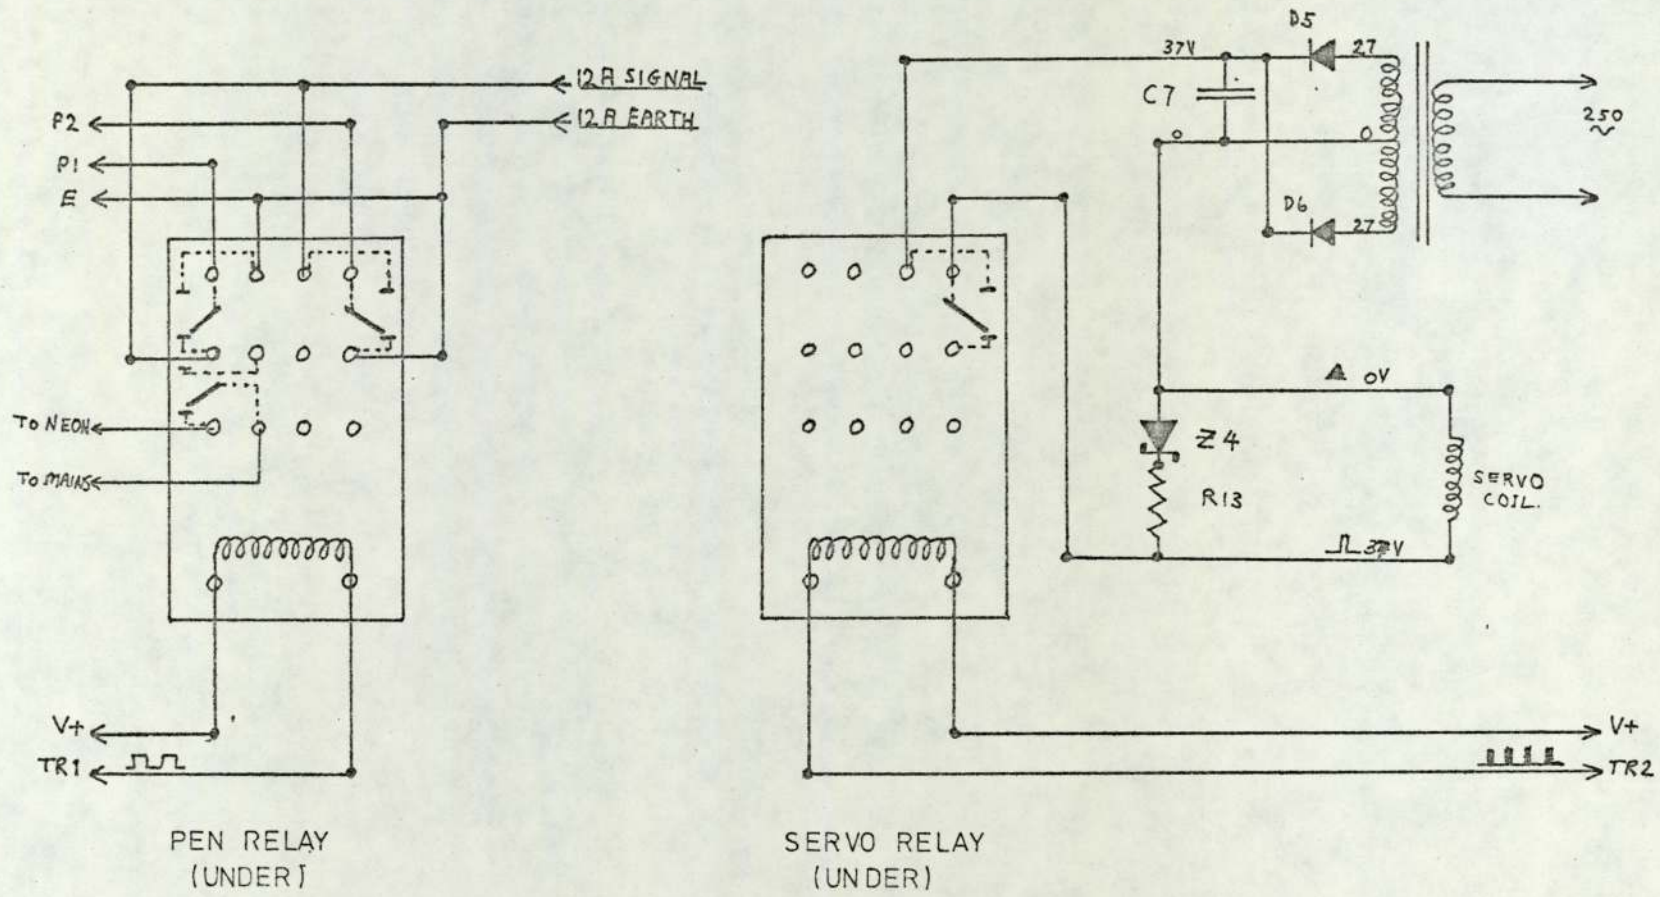 12A SIGNAL
12A EARTH
P2
P1
E
TO NEON
TO MAINS
V+
TR1
PEN RELAY
(UNDER)
D5
37V
27
C7
0
0
250
~
D6
27
0V
Z4
R13
SERVO
COIL.
37V
V+
TR2
SERVO RELAY
(UNDER)